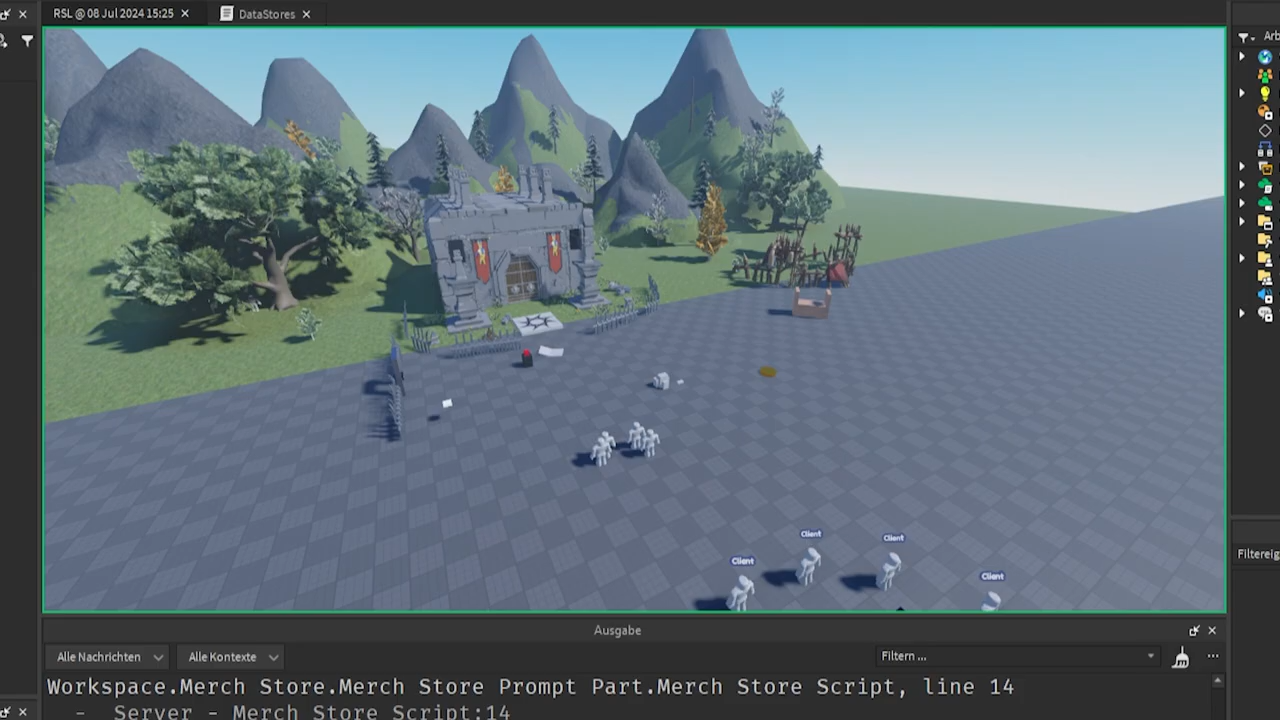 RSL @ 08 Jul 2024 15:25
DataStores
Arb
Client
Client
Client
Client
Filtereig
Ausgabe
Alle Nachrichten
Alle Kontexte
Filtern ...
Workspace.Merch Store.Merch Store Prompt Part.Merch Store Script, line 14
- Server - Merch Store Script:14